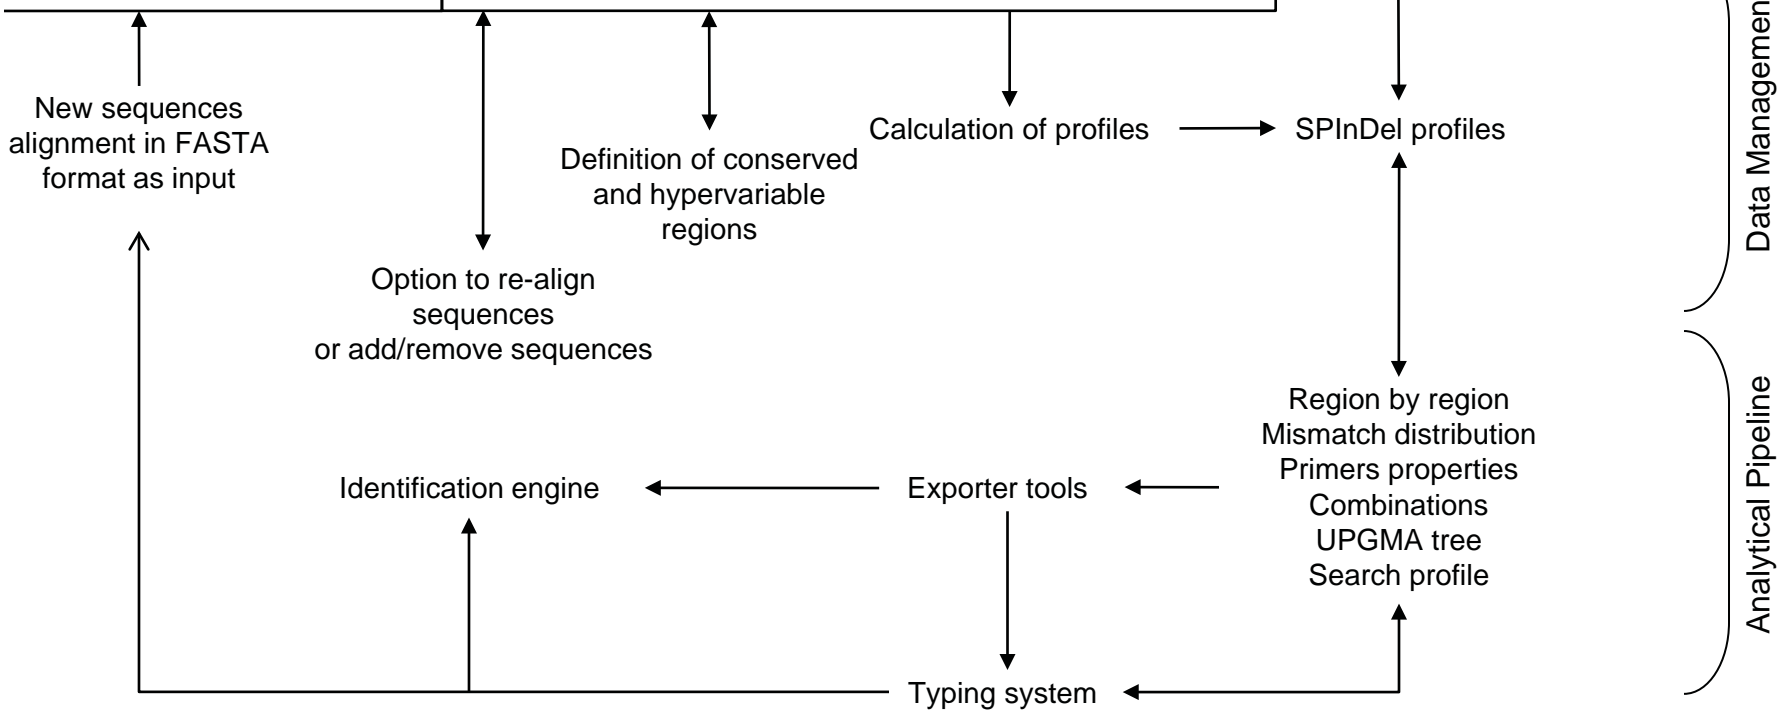 New sequences
alignment in FASTA
format as input
Option to re-align
sequences
or add/remove sequences
Definition of conserved
and hypervariable
regions
Calculation of profiles
SPInDel profiles
Data Managemen
Region by region
Mismatch distribution
Primers properties
Combinations
UPGMA tree
Search profile
Identification engine
Exporter tools
Typing system
Analytical Pipeline